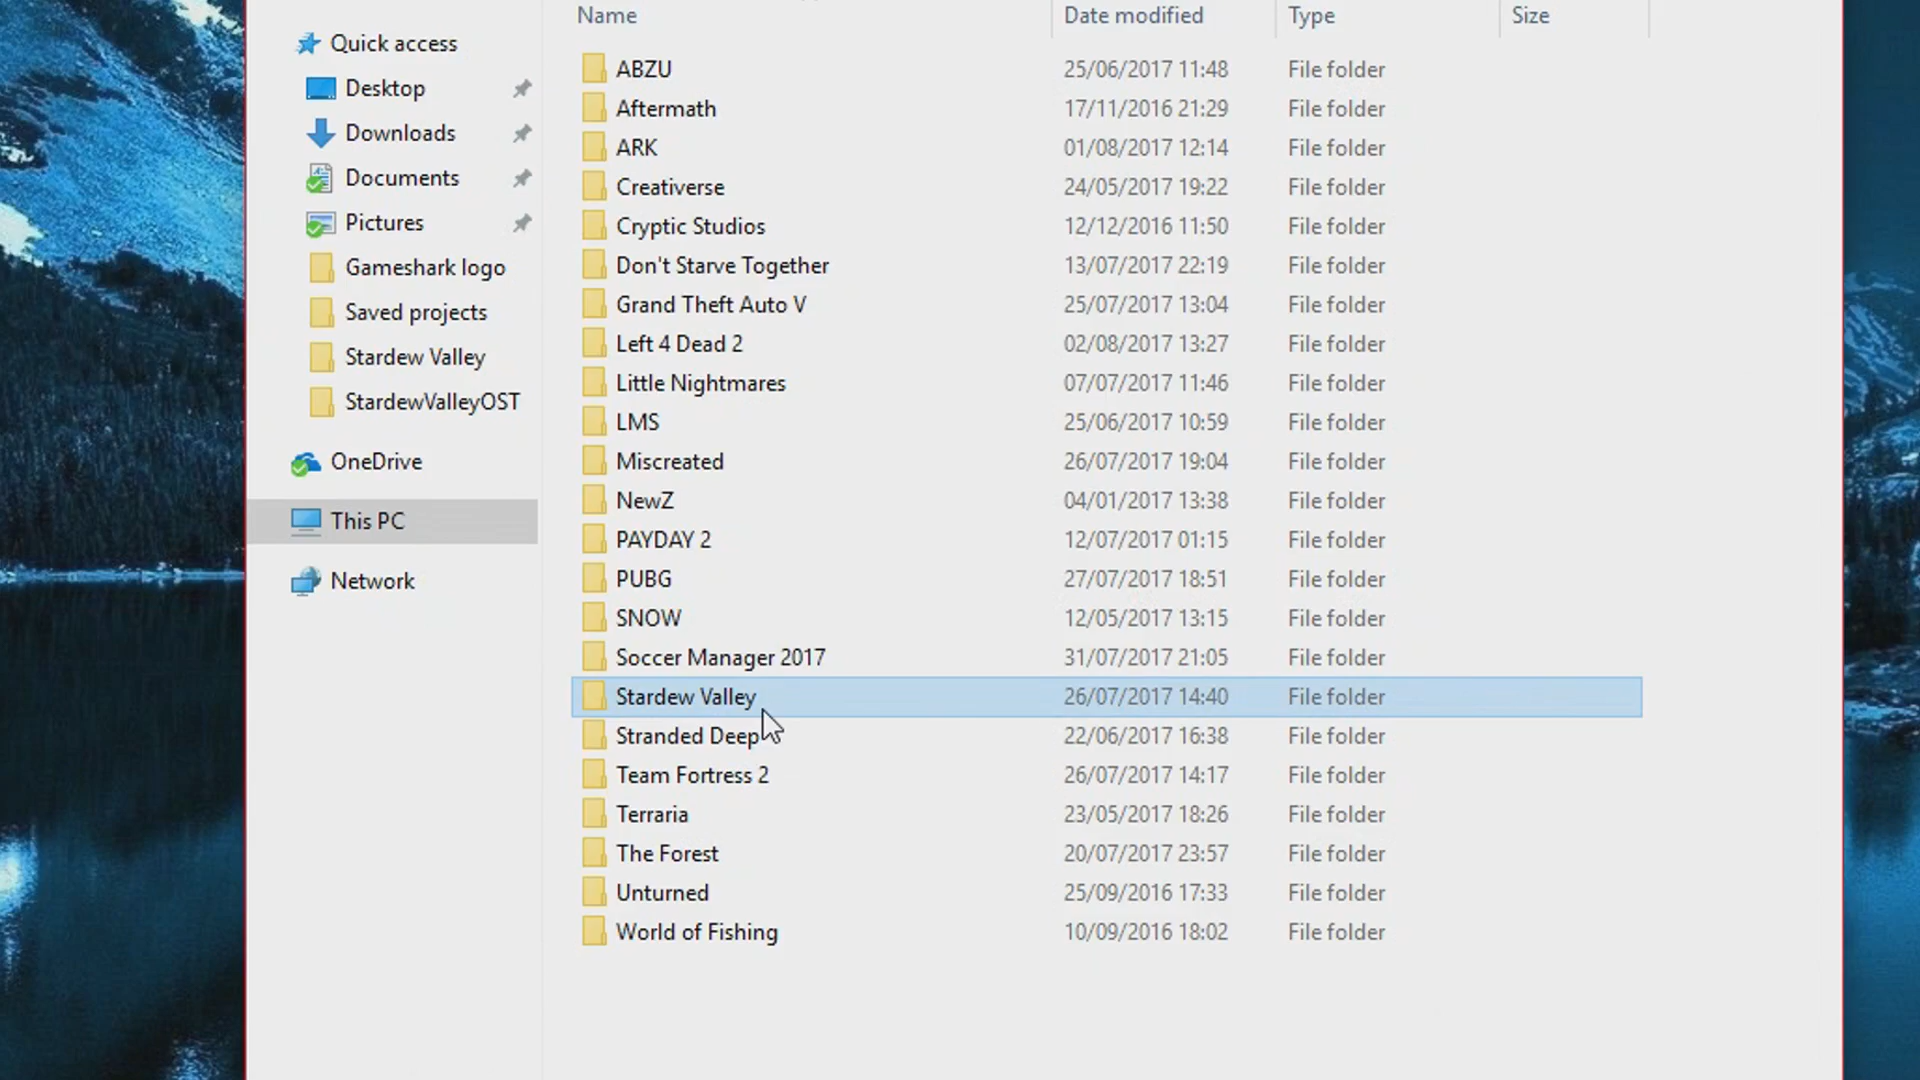 Name Date modified Type Size
Quick access
Desktop
Downloads
Documents
Pictures
Gameshark logo
Saved projects
Stardew Valley
StardewValleyOST
OneDrive
This PC
Network
ABZU 25/06/2017 11:48 File folder
Aftermath 17/11/2016 21:29 File folder
ARK 01/08/2017 12:14 File folder
Creativerse 24/05/2017 19:22 File folder
Cryptic Studios 12/12/2016 11:50 File folder
Don't Starve Together 13/07/2017 22:19 File folder
Grand Theft Auto V 25/07/2017 13:04 File folder
Left 4 Dead 2 02/08/2017 13:27 File folder
Little Nightmares 07/07/2017 11:46 File folder
LMS 25/06/2017 10:59 File folder
Miscreated 26/07/2017 19:04 File folder
NewZ 04/01/2017 13:38 File folder
PAYDAY 2 12/07/2017 01:15 File folder
PUBG 27/07/2017 18:51 File folder
SNOW 12/05/2017 13:15 File folder
Soccer Manager 2017 31/07/2017 21:05 File folder
Stardew Valley 26/07/2017 14:40 File folder
Stranded Deep 22/06/2017 16:38 File folder
Team Fortress 2 26/07/2017 14:17 File folder
Terraria 23/05/2017 18:26 File folder
The Forest 20/07/2017 23:57 File folder
Unturned 25/09/2016 17:33 File folder
World of Fishing 10/09/2016 18:02 File folder